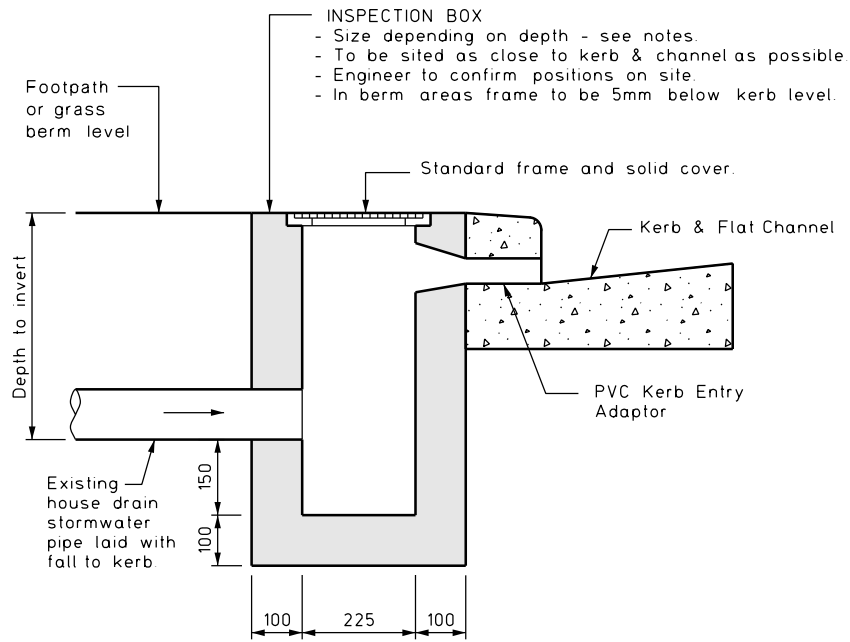 INSPECTION BOX
- Size depending on depth - see notes.
- To be sited as close to kerb & channel as possible.
- Engineer to confirm positions on site.
- In berm areas frame to be 5mm below kerb level.
Footpath
or grass
berm level
Standard frame and solid cover.
Kerb & Flat Channel
Depth to invert
PVC Kerb Entry
Adaptor
Existing
house drain
stormwater
pipe laid with
fall to kerb.
150
100
100
225
100